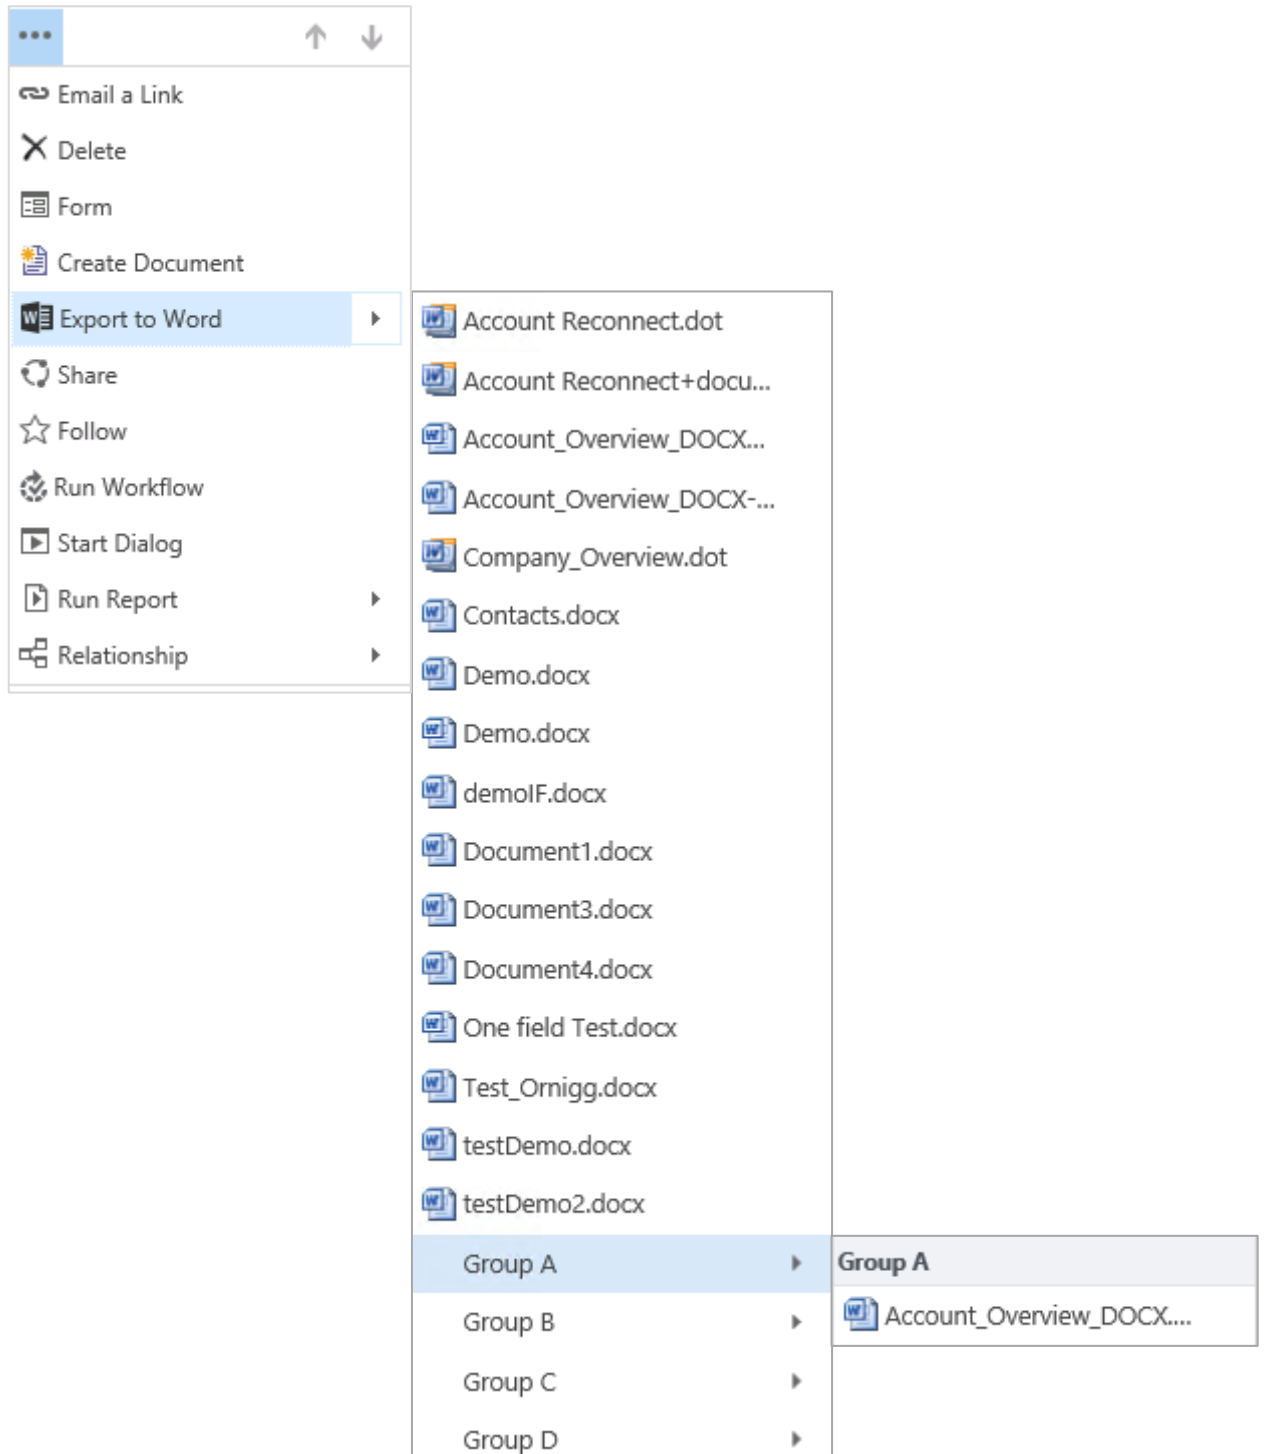 Email a Link
Delete
Form
Create Document
Export to Word
Share
Follow
Run Workflow
Start Dialog
Run Report
Relationship
Account Reconnect.dot
Account Reconnect+docu...
Account_Overview_DOCX...
Account_Overview_DOCX-...
Company_Overview.dot
Contacts.docx
Demo.docx
Demo.docx
demoIF.docx
Document1.docx
Document3.docx
Document4.docx
One field Test.docx
Test_Ornigg.docx
testDemo.docx
testDemo2.docx
Group A
Group B
Group C
Group D
Group A
Account_Overview_DOCX....